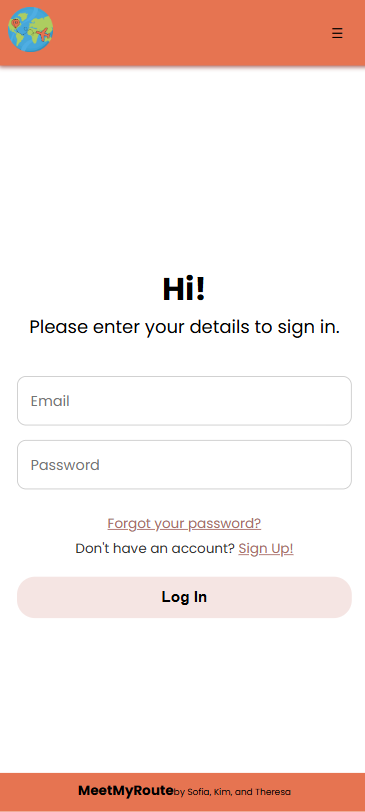 Hi!
Please enter your details to sign in.
Email
Password
Forgot your password?
Don't have an account? Sign Up!
Log In
MeetMyRoute by Sofia, Kim, and Theresa